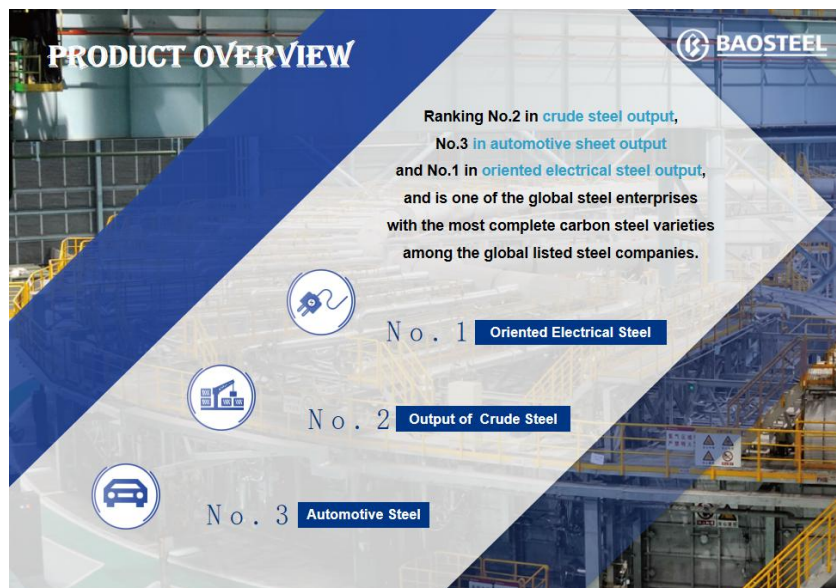 PRODUCT OVERVIEW
BAOSTEEL
Ranking No.2 in crude steel output,
No.3 in automotive sheet output
and No.1 in oriented electrical steel output,
and is one of the global steel enterprises
with the most complete carbon steel varieties
among the global listed steel companies.
No. 1 Oriented Electrical Steel
No. 2 Output of Crude Steel
No. 3 Automotive Steel